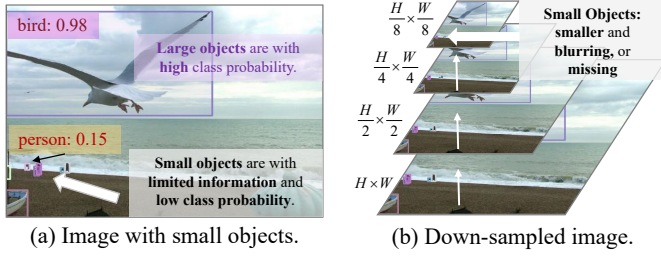 bird: 0.98
Large objects are with
high class probability.
person: 0.15
Small objects are with
limited information and
low class probability.
(a) Image with small objects.
H/8 × W/8
H/4 × W/4
H/2 × W/2
H×W
Small Objects:
smaller and
blurring, or
missing
(b) Down-sampled image.